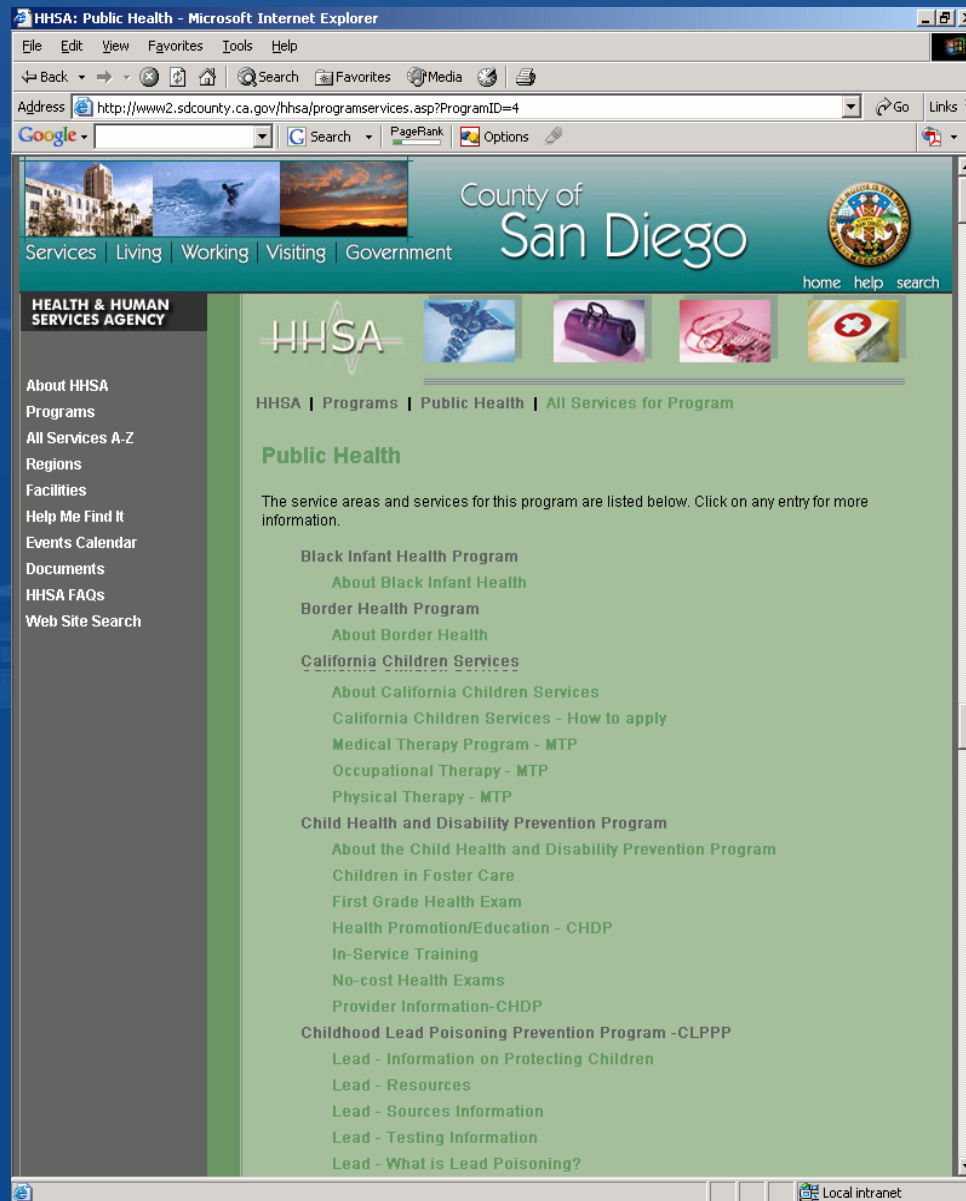 HHSA: Public Health - Microsoft Internet Explorer
File Edit View Favorites Tools Help
Back Search Favorites Media
Address http://www2.sdcounty.ca.gov/hhsa/programservices.asp?ProgramID=4 Go Links
Google Search PageRank Options
County of
San Diego
Services | Living | Working | Visiting | Government
home help search
HEALTH & HUMAN
SERVICES AGENCY
HHSA
About HHSA
Programs
All Services A-Z
Regions
Facilities
Help Me Find It
Events Calendar
Documents
HHSA FAQs
Web Site Search
HHSA | Programs | Public Health | All Services for Program
Public Health
The service areas and services for this program are listed below. Click on any entry for more
information.
Black Infant Health Program
About Black Infant Health
Border Health Program
About Border Health
California Children Services
About California Children Services
California Children Services - How to apply
Medical Therapy Program - MTP
Occupational Therapy - MTP
Physical Therapy - MTP
Child Health and Disability Prevention Program
About the Child Health and Disability Prevention Program
Children in Foster Care
First Grade Health Exam
Health Promotion/Education - CHDP
In-Service Training
No-cost Health Exams
Provider Information-CHDP
Childhood Lead Poisoning Prevention Program -CLPPP
Lead - Information on Protecting Children
Lead - Resources
Lead - Sources Information
Lead - Testing Information
Lead - What is Lead Poisoning?
Local intranet